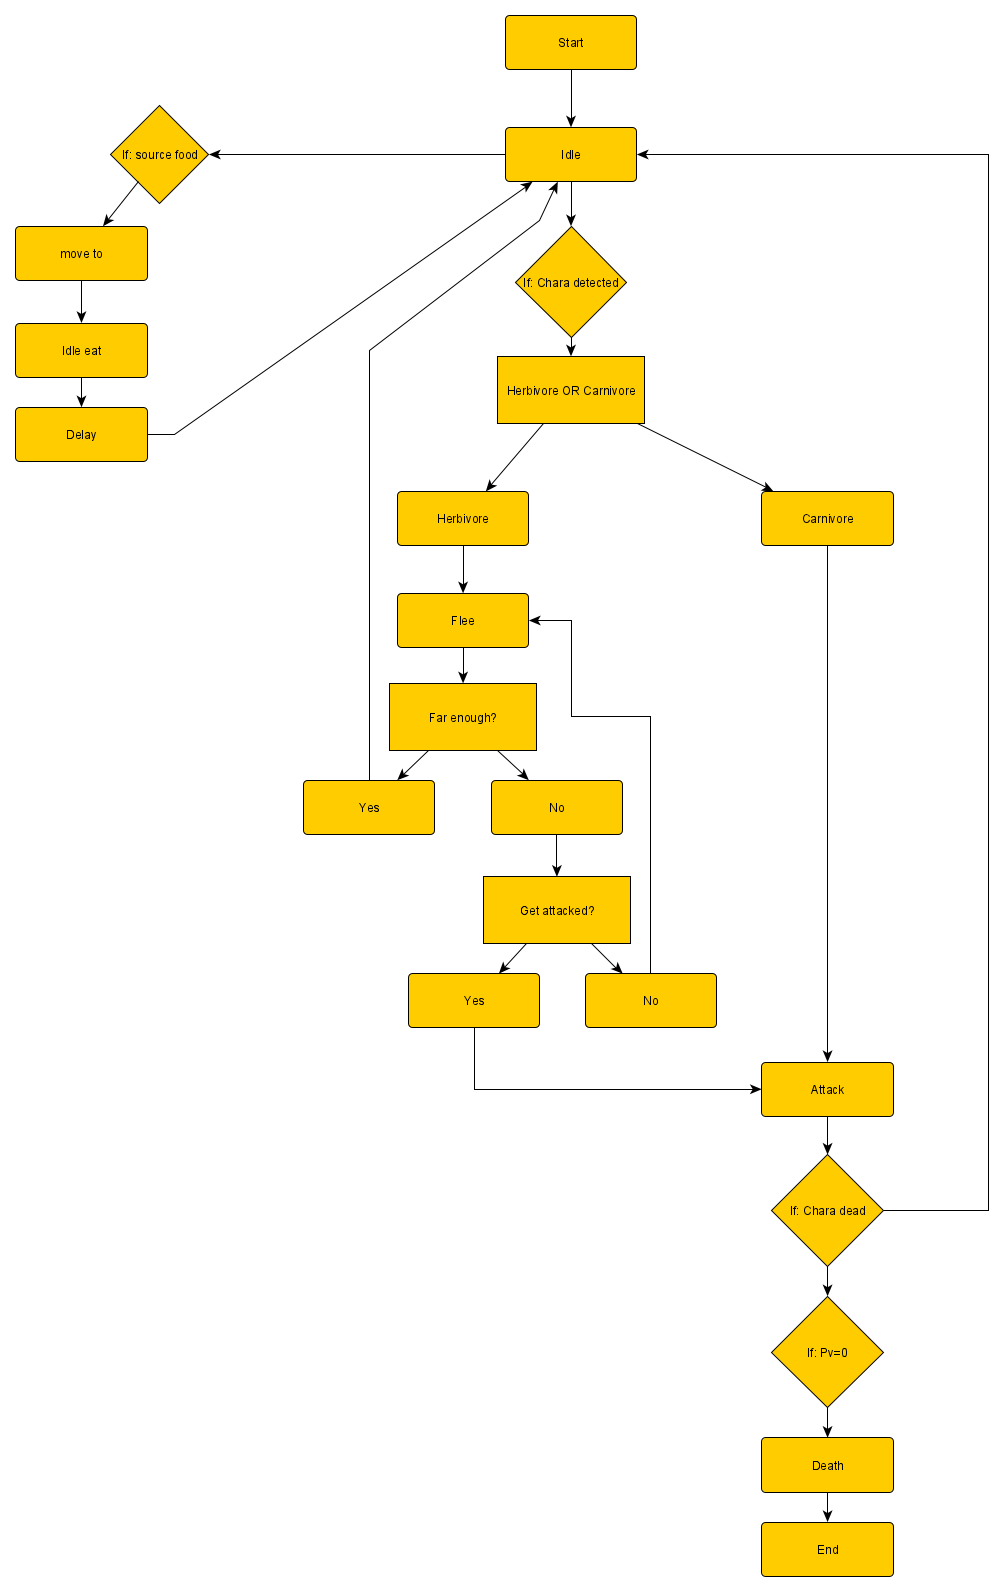 Start
If: source food
Idle
move to
If: Chara detected
Idle eat
Herbivore OR Carnivore
Delay
Herbivore
Carnivore
Flee
Far enough?
Yes
No
Get attacked?
Yes
No
Attack
If: Chara dead
If: Pv=0
Death
End